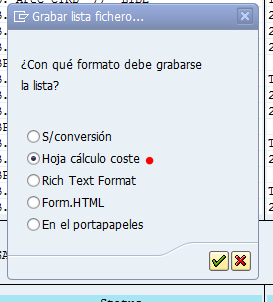 Grabar lista fichero...
¿Con qué formato debe grabarse
la lista?
S/conversión
Hoja cálculo coste
Rich Text Format
Form.HTML
En el portapapeles